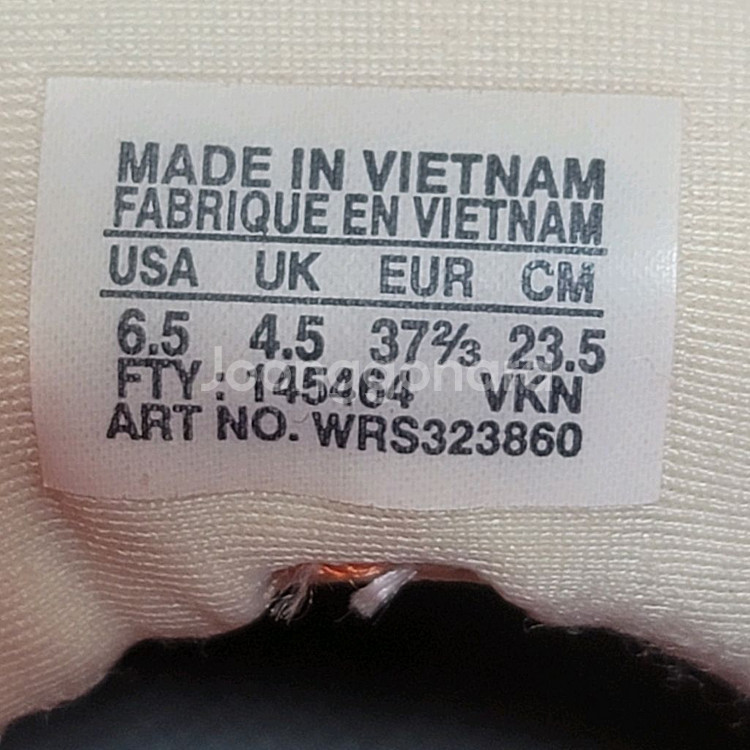 MADE IN VIETNAM
FABRIQUE EN VIETNAM
USA UK EUR CM
6.5 4.5 37⅔ 23.5
FTY: 145464 VKN
ART NO. WRS323860
Joonggonara